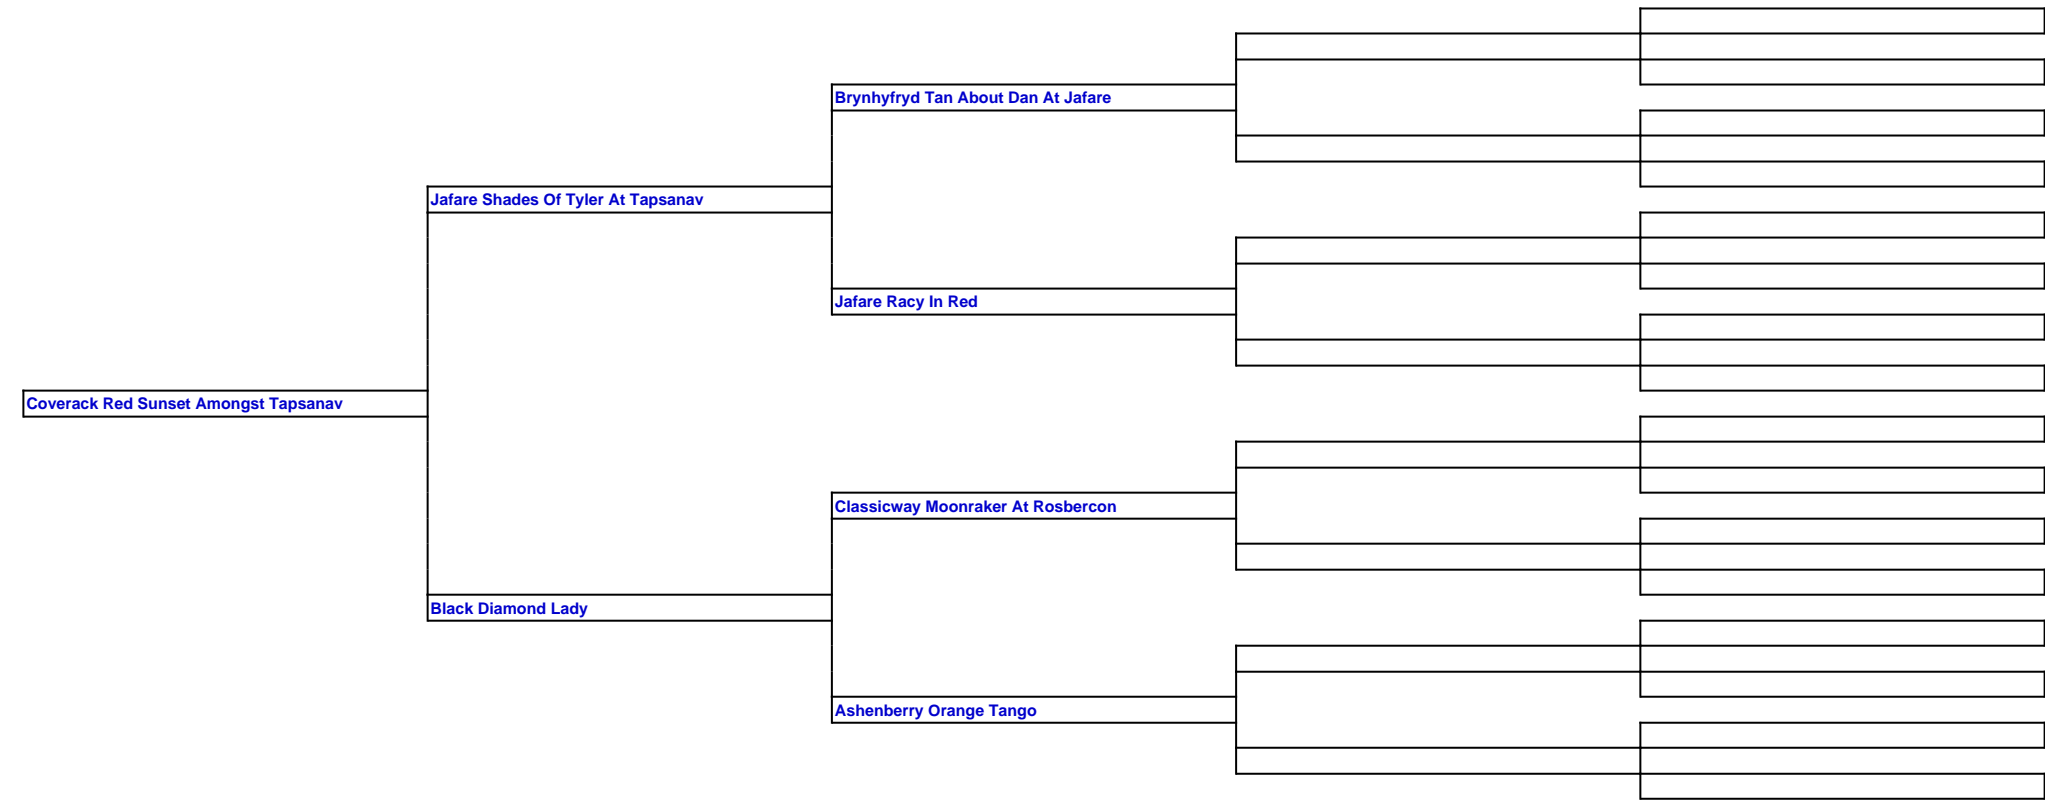 Brynhyfryd Tan About Dan At Jafare
Jafare Shades Of Tyler At Tapsanav
Jafare Racy In Red
Coverack Red Sunset Amongst Tapsanav
Classicway Moonraker At Rosbercon
Black Diamond Lady
Ashenberry Orange Tango